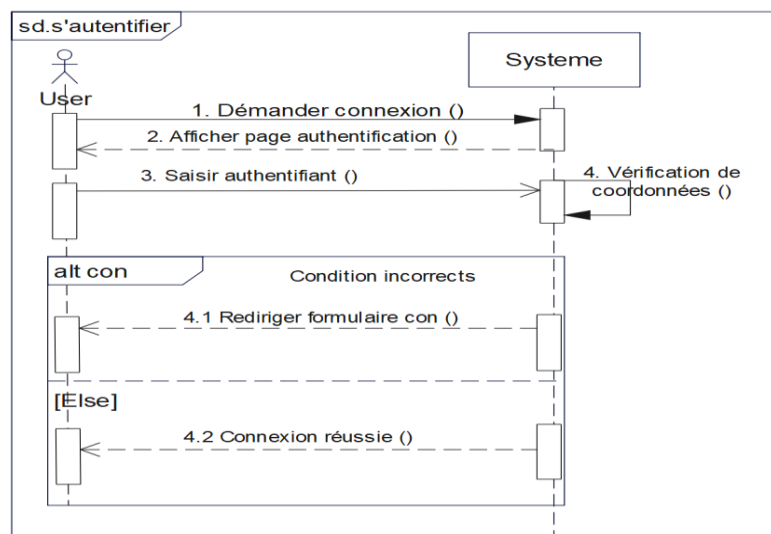 sd.s'autentifier
Systeme
User
1. Démander connexion ()
2. Afficher page authentification ()
3. Saisir authentifiant ()
4. Vérification de
coordonnées ()
alt con
Condition incorrects
4.1 Rediriger formulaire con ()
[Else]
4.2 Connexion réussie ()